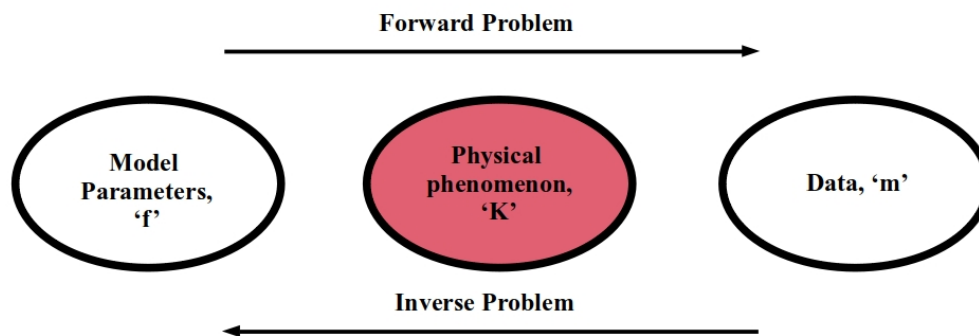 Forward Problem
Model
Parameters,
‘f’
Physical
phenomenon,
‘K’
Data, ‘m’
Inverse Problem